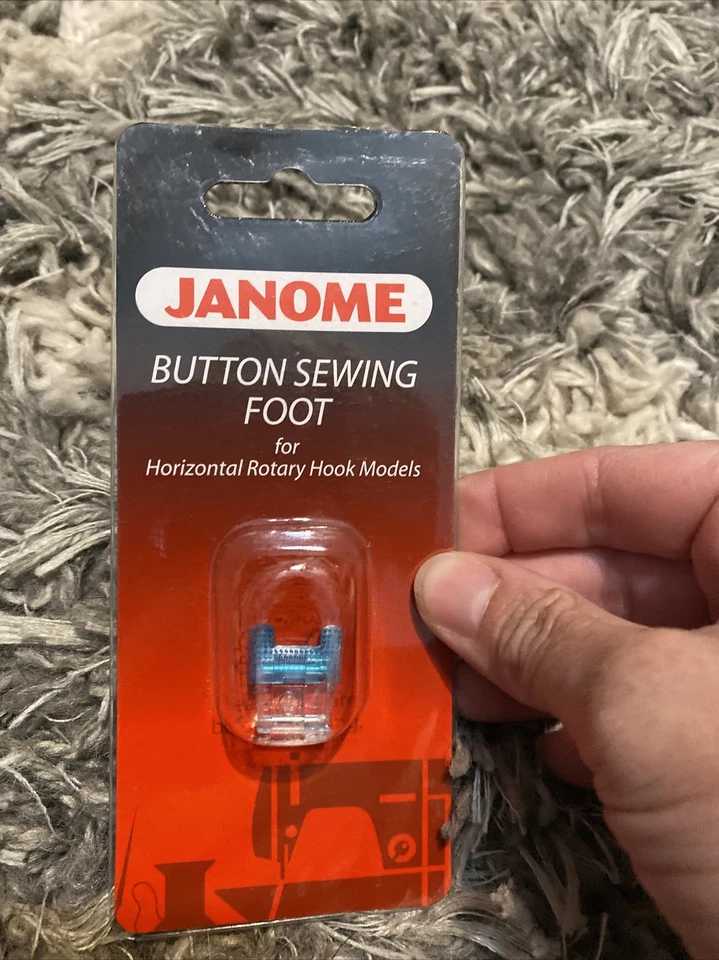 JANOME
BUTTON SEWING
FOOT
for
Horizontal Rotary Hook Models